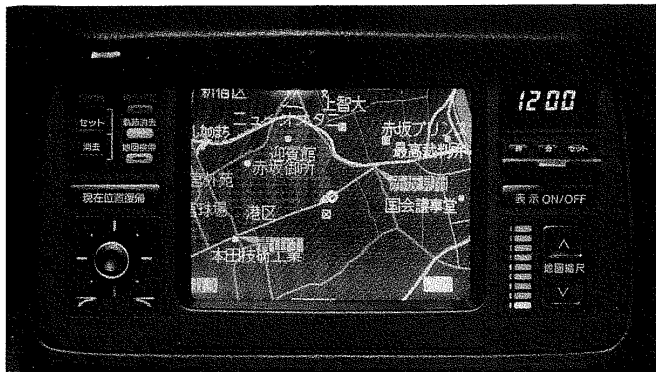 セット
消去
軌跡消去
地図検索
現在位置復帰
新宿区
上智大
ニューオータニ
赤坂プリン
最高裁判所
迎賓館
赤坂御所
港区
国会議事堂
本田技研工業
12 00
時 分 セット
表示 ON/OFF
地図縮尺